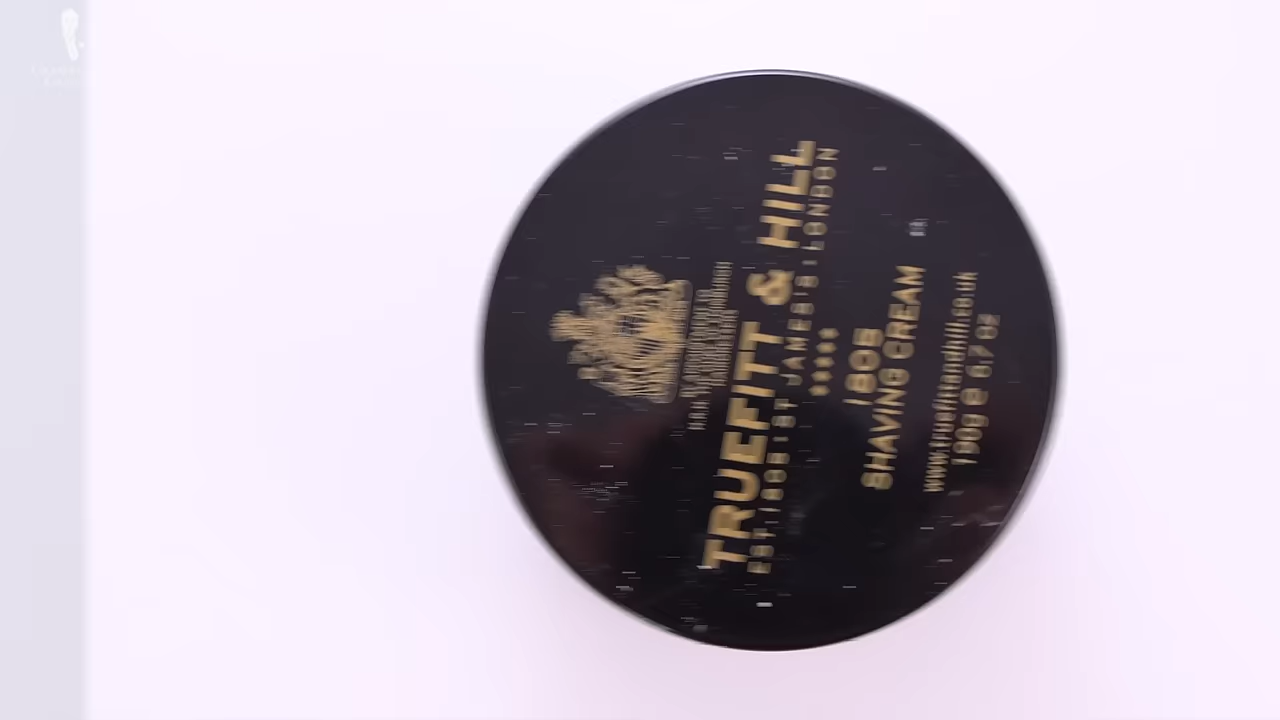 TRUEFITT & HILL
EST. 1805 ST JAMES'S LONDON
1805
SHAVING CREAM
www.truefittandhill.co.uk
190g e 6.7 oz